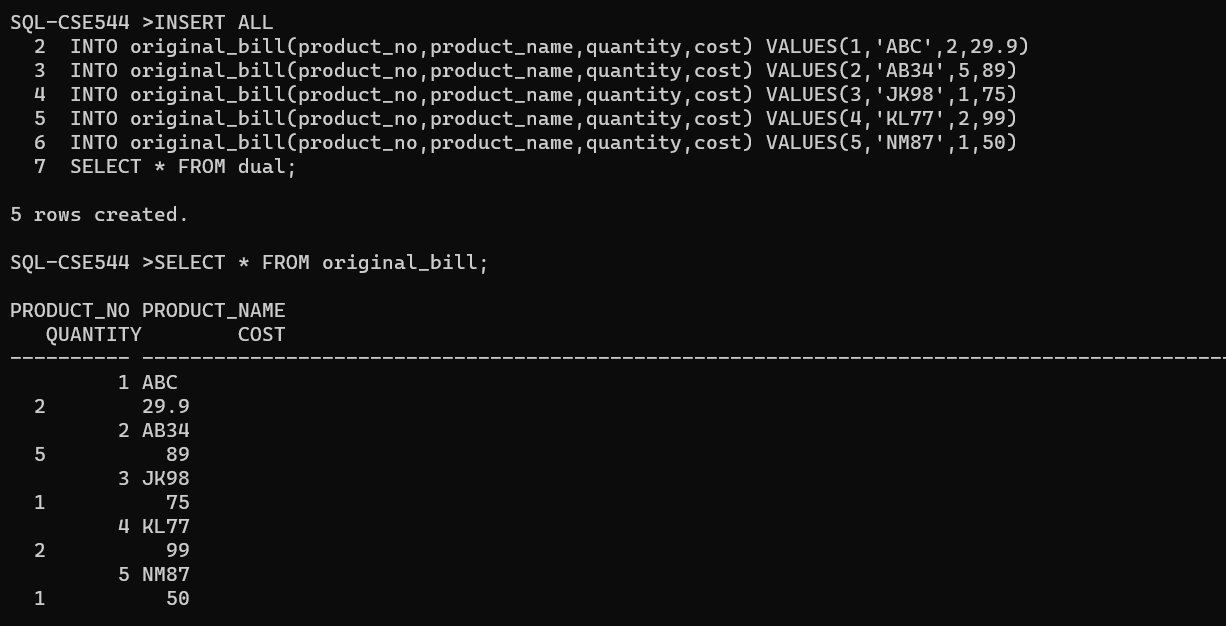 SQL-CSE544 >INSERT ALL
  2  INTO original_bill(product_no,product_name,quantity,cost) VALUES(1,'ABC',2,29.9)
  3  INTO original_bill(product_no,product_name,quantity,cost) VALUES(2,'AB34',5,89)
  4  INTO original_bill(product_no,product_name,quantity,cost) VALUES(3,'JK98',1,75)
  5  INTO original_bill(product_no,product_name,quantity,cost) VALUES(4,'KL77',2,99)
  6  INTO original_bill(product_no,product_name,quantity,cost) VALUES(5,'NM87',1,50)
  7  SELECT * FROM dual;

5 rows created.

SQL-CSE544 >SELECT * FROM original_bill;

PRODUCT_NO PRODUCT_NAME
   QUANTITY        COST
---------- -------------------------------------------------------------------------------------------
         1 ABC
  2        29.9
         2 AB34
  5          89
         3 JK98
  1          75
         4 KL77
  2          99
         5 NM87
  1          50